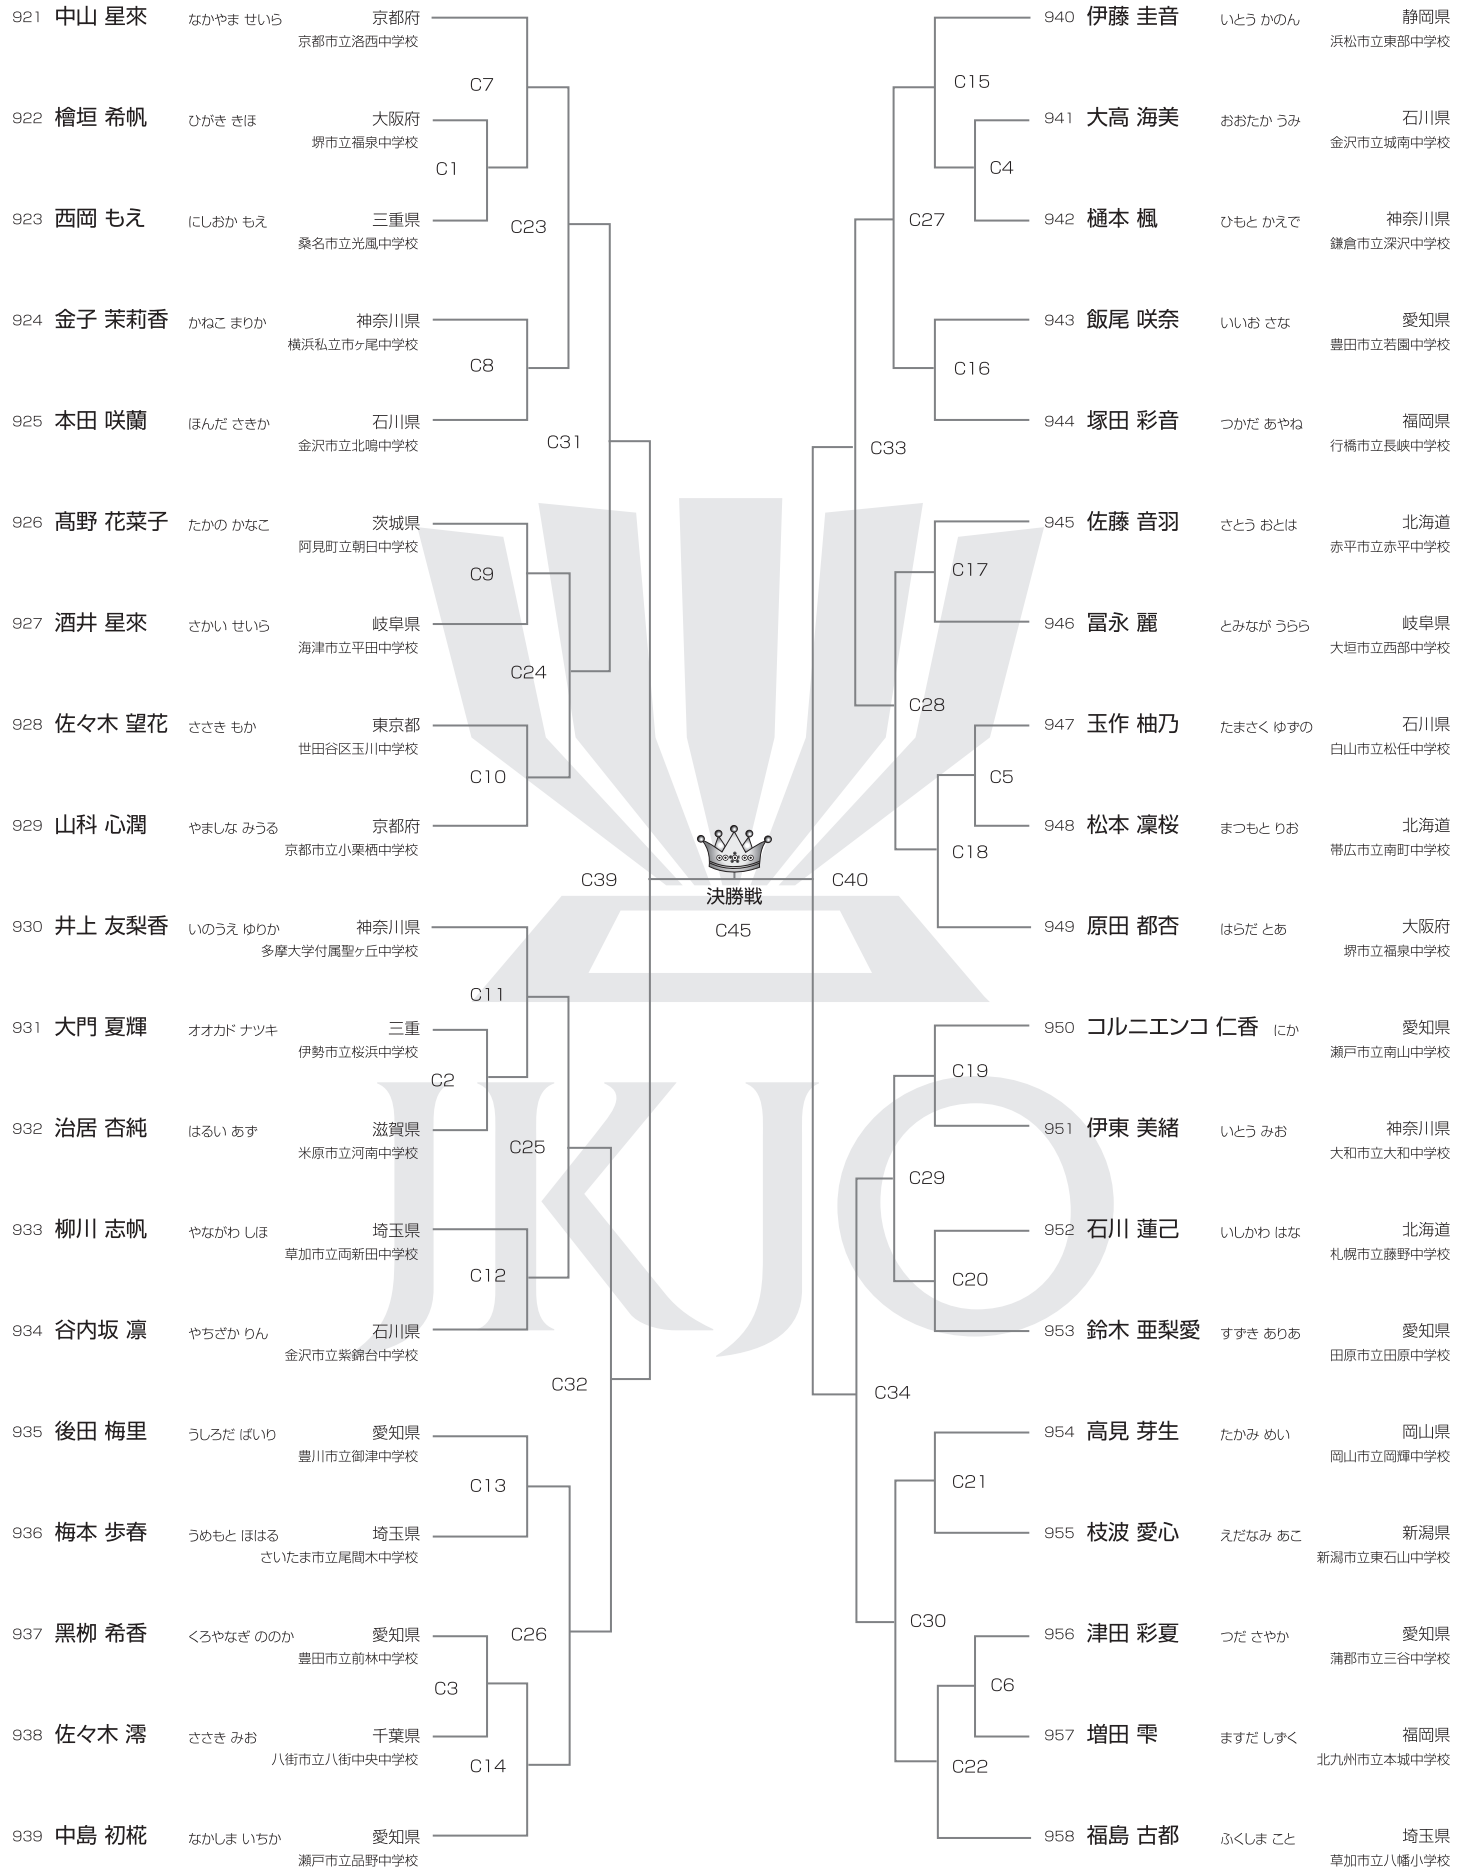 921 中山 星來 なかやま せいら 京都府
京都市立洛西中学校
C7
922 檜垣 希帆 ひがき きほ 大阪府
堺市立福泉中学校
C1
923 西岡 もえ にしおか もえ 三重県
桑名市立光風中学校
C23
924 金子 茉莉香 かねこ まりか 神奈川県
横浜私立市ヶ尾中学校
C8
925 本田 咲蘭 ほんだ さきか 石川県
金沢市立北鳴中学校
C31
926 髙野 花菜子 たかの かなこ 茨城県
阿見町立朝日中学校
C9
927 酒井 星來 さかい せいら 岐阜県
海津市立平田中学校
C24
928 佐々木 望花 ささき もか 東京都
世田谷区玉川中学校
C10
929 山科 心潤 やましな みうる 京都府
京都市立小栗栖中学校
C39
930 井上 友梨香 いのうえ ゆりか 神奈川県
多摩大学付属聖ヶ丘中学校
C11
931 大門 夏輝 オオカド ナツキ 三重
伊勢市立桜浜中学校
C2
932 治居 杏純 はるい あず 滋賀県
米原市立河南中学校
C25
933 柳川 志帆 やながわ しほ 埼玉県
草加市立両新田中学校
C12
934 谷内坂 凛 やちざか りん 石川県
金沢市立紫錦台中学校
C32
935 後田 梅里 うしろだ ばいり 愛知県
豊川市立御津中学校
C13
936 梅本 歩春 うめもと ほはる 埼玉県
さいたま市立尾間木中学校
C26
937 黑栁 希香 くろやなぎ ののか 愛知県
豊田市立前林中学校
C3
938 佐々木 澪 ささき みお 千葉県
八街市立八街中央中学校
C14
939 中島 初椛 なかしま いちか 愛知県
瀬戸市立品野中学校
決勝戦
C45
JKJO
940 伊藤 圭音 いとう かのん 静岡県
浜松市立東部中学校
C15
941 大高 海美 おおたか うみ 石川県
金沢市立城南中学校
C4
942 樋本 楓 ひもと かえで 神奈川県
鎌倉市立深沢中学校
C27
943 飯尾 咲奈 いいお さな 愛知県
豊田市立若園中学校
C16
944 塚田 彩音 つかだ あやね 福岡県
行橋市立長峡中学校
C33
945 佐藤 音羽 さとう おとは 北海道
赤平市立赤平中学校
C17
946 冨永 麗 とみなが うらら 岐阜県
大垣市立西部中学校
C28
947 玉作 柚乃 たまさく ゆずの 石川県
白山市立松任中学校
C5
948 松本 凜桜 まつもと りお 北海道
帯広市立南町中学校
C18
C40
949 原田 都杏 はらだ とあ 大阪府
堺市立福泉中学校
950 コルニエンコ 仁香 にか 愛知県
瀬戸市立南山中学校
C19
951 伊東 美緒 いとう みお 神奈川県
大和市立大和中学校
C29
952 石川 蓮己 いしかわ はな 北海道
札幌市立藤野中学校
C20
953 鈴木 亜梨愛 すずき ありあ 愛知県
田原市立田原中学校
C34
954 高見 芽生 たかみ めい 岡山県
岡山市立岡輝中学校
C21
955 枝波 愛心 えだなみ あこ 新潟県
新潟市立東石山中学校
C30
956 津田 彩夏 つだ さやか 愛知県
蒲郡市立三谷中学校
C6
957 増田 雫 ますだ しずく 福岡県
北九州市立本城中学校
C22
958 福島 古都 ふくしま こと 埼玉県
草加市立八幡小学校